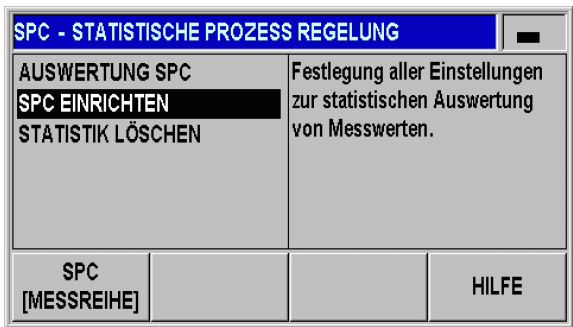 SPC - STATISTISCHE PROZESS REGELUNG
AUSWERTUNG SPC
SPC EINRICHTEN
STATISTIK LÖSCHEN
Festlegung aller Einstellungen
zur statistischen Auswertung
von Messwerten.
SPC
[MESSREIHE]
HILFE